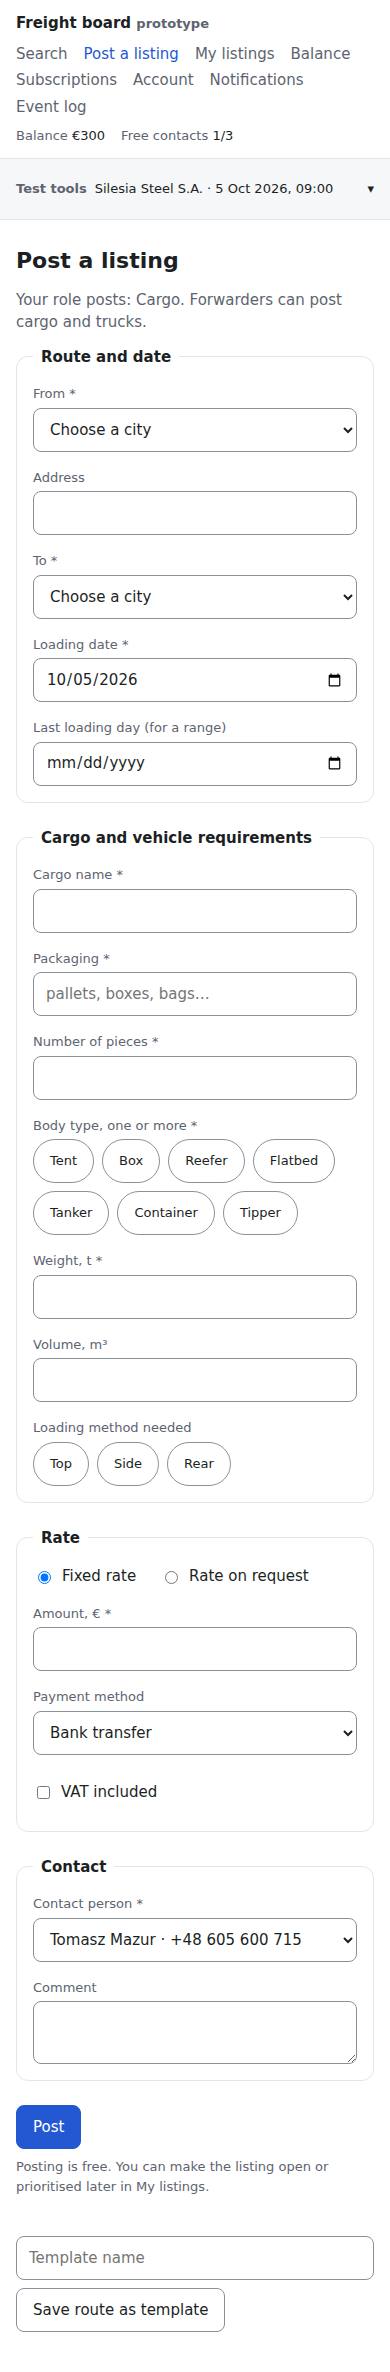 Freight board prototype
Search Post a listing My listings Balance
Subscriptions Account Notifications
Event log
Balance €300 Free contacts 1/3
Test tools Silesia Steel S.A. · 5 Oct 2026, 09:00 ▾
Post a listing
Your role posts: Cargo. Forwarders can post
cargo and trucks.
Route and date
From *
Choose a city
Address
To *
Choose a city
Loading date *
10/05/2026
Last loading day (for a range)
mm/dd/yyyy
Cargo and vehicle requirements
Cargo name *
Packaging *
pallets, boxes, bags...
Number of pieces *
Body type, one or more *
Tent Box Reefer Flatbed
Tanker Container Tipper
Weight, t *
Volume, m³
Loading method needed
Top Side Rear
Rate
Fixed rate Rate on request
Amount, € *
Payment method
Bank transfer
VAT included
Contact
Contact person *
Tomasz Mazur · +48 605 600 715
Comment
Post
Posting is free. You can make the listing open or
prioritised later in My listings.
Template name
Save route as template